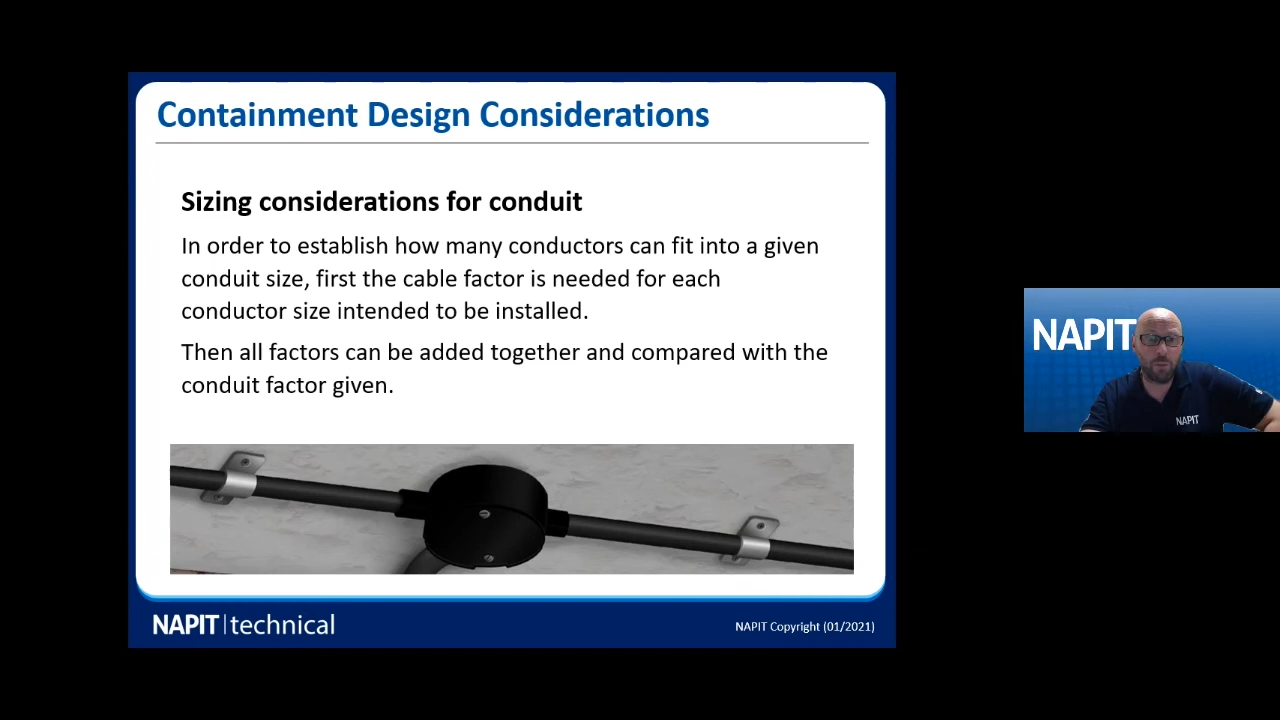 Containment Design Considerations
Sizing considerations for conduit
In order to establish how many conductors can fit into a given
conduit size, first the cable factor is needed for each
conductor size intended to be installed.
Then all factors can be added together and compared with the
conduit factor given.
NAPIT technical
NAPIT Copyright (01/2021)
NAPIT
NAPIT